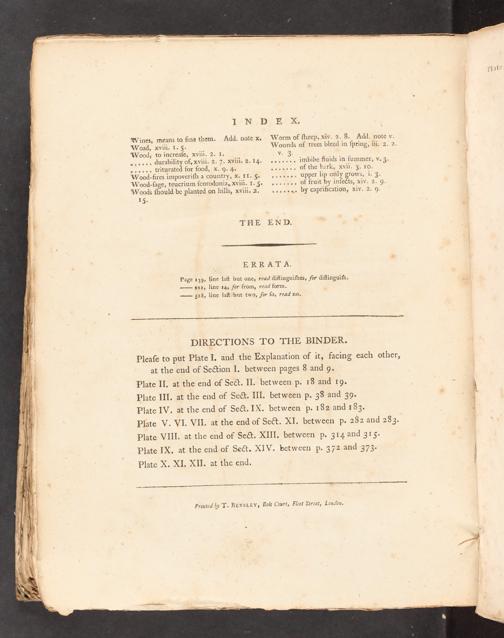 INDEX.
Wines, means to fine them. Add. note x.
Woad, xviii. 1. 5.
Wood, to increase, xviii. 2. 1.
...... durability of, xviii. 2. 7. xviii. 2. 14.
...... triturated for food, x. 9. 4.
Wood-fires impoveriſh a country, x. 11. 5.
Wood-ſage, teucrium ſcorodonia, xviii. 1. 5.
Woods ſhould be planted on hills, xviii. 2.
15.
Worm of ſheep, xiv. 2. 8. Add. note v.
Wounds of trees bleed in ſpring, iii. 2. 2.
v. 3.
....... imbibe fluids in ſummer, v. 3.
....... of the bark, xvii. 3. 10.
....... upper lip only grows, i. 3.
....... of fruit by inſects, xiv. 2. 9.
....... by caprification, xiv. 2. 9.
THE END.
ERRATA.
Page 139, line laſt but one, read diſtinguiſhes, for diſtinguiſh.
—— line 14, for from, read form.
—— 518, line laſt but two, for ſo, read no.
DIRECTIONS TO THE BINDER.
Pleaſe to put Plate I. and the Explanation of it, facing each other,
at the end of Section I. between pages 8 and 9.
Plate II. at the end of Sect. II. between p. 18 and 19.
Plate III. at the end of Sect. III. between p. 38 and 39.
Plate IV. at the end of Sect. IX. between p. 182 and 183.
Plate V. VI. VII. at the end of Sect. XI. between p. 282 and 283.
Plate VIII. at the end of Sect. XIII. between p. 314 and 315.
Plate IX. at the end of Sect. XIV. between p. 372 and 373.
Plate X. XI. XII. at the end.
Printed by T. BENSLEY, Bolt Court, Fleet Street, London.